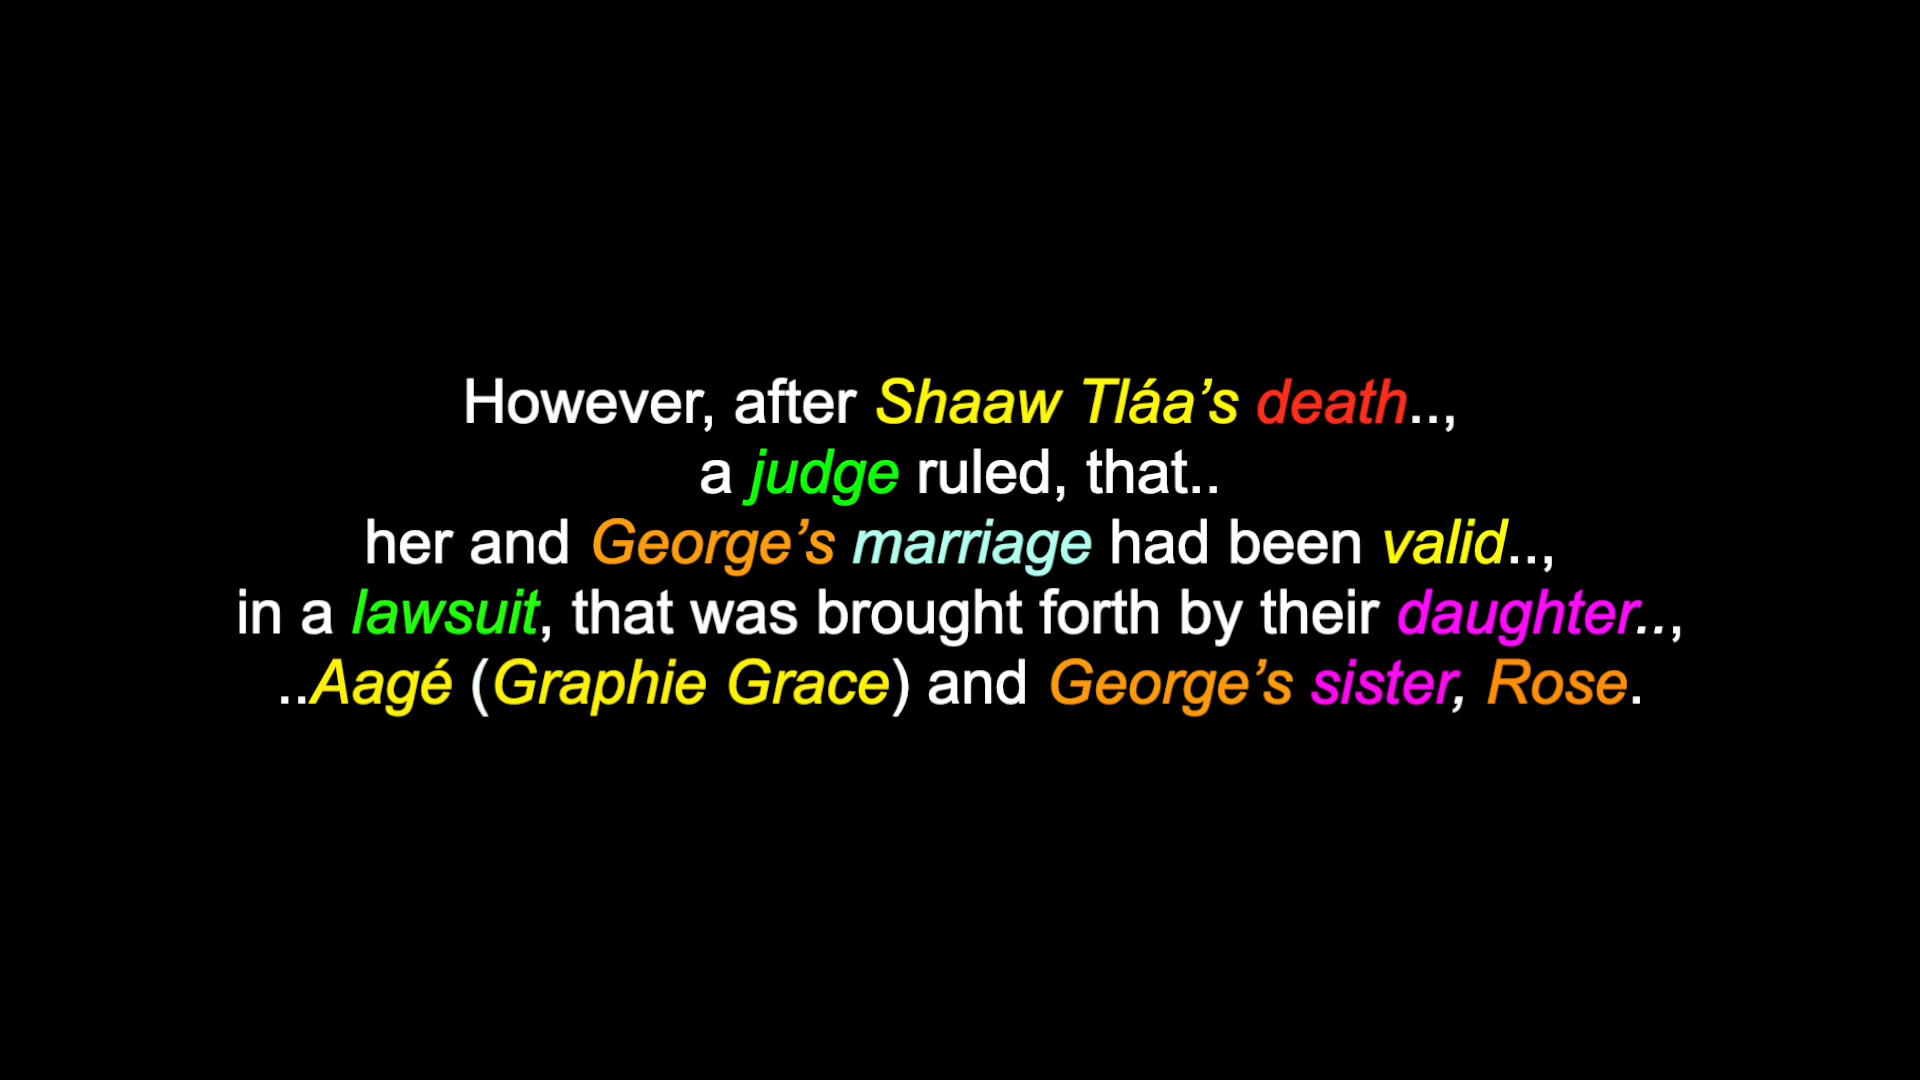 However, after Shaaw Tláa’s death..,
a judge ruled, that..
her and George’s marriage had been valid..,
in a lawsuit, that was brought forth by their daughter..,
..Aagé (Graphie Grace) and George’s sister, Rose.